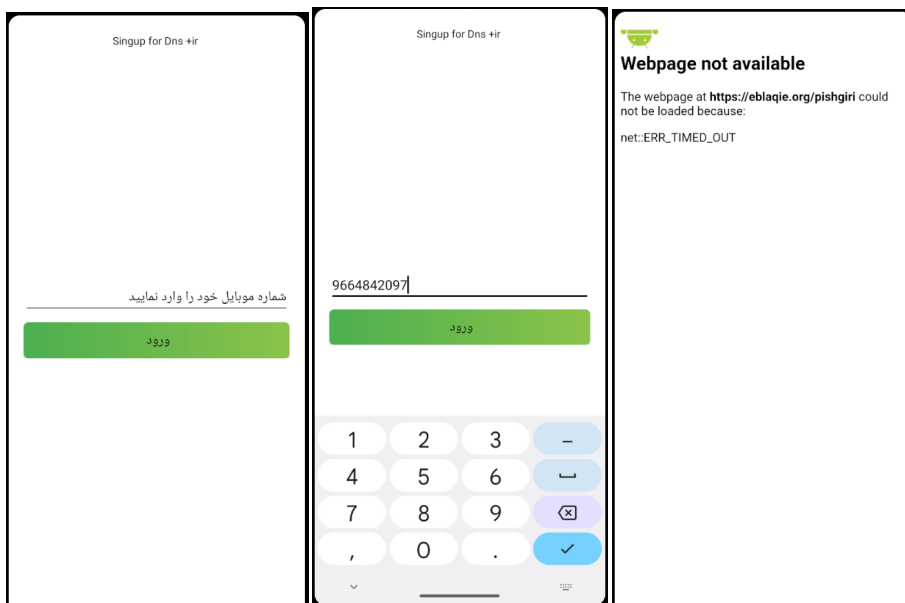 Singup for Dns +ir
شماره موبایل خود را وارد نمایید
ورود
Singup for Dns +ir
9664842097
ورود
1 2 3 –
4 5 6
7 8 9
, 0 .
Webpage not available
The webpage at https://eblaqie.org/pishgiri could
not be loaded because:
net::ERR_TIMED_OUT